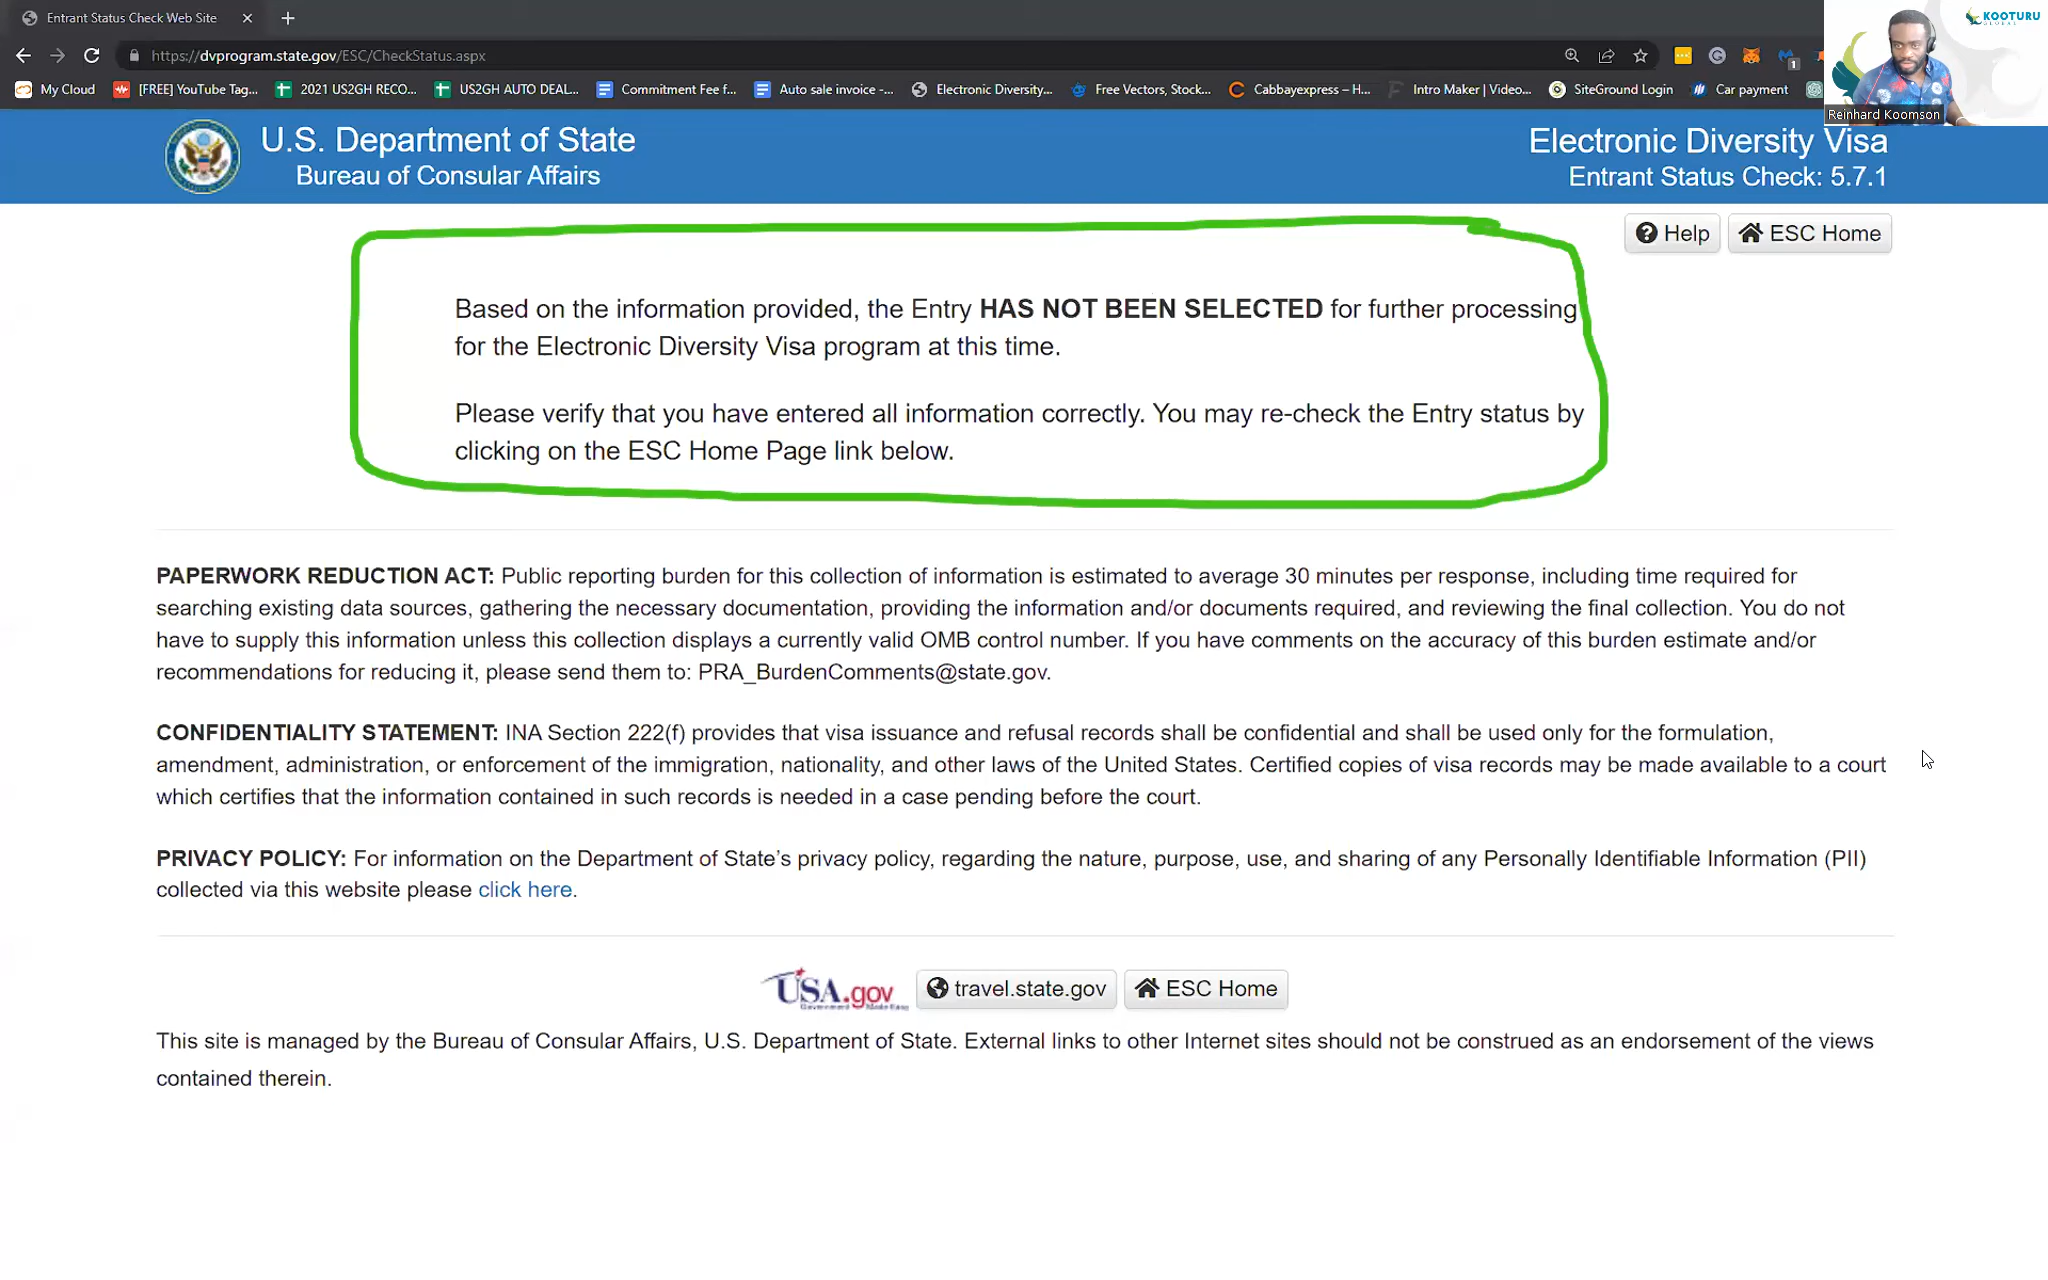 Entrant Status Check Web Site
https://dvprogram.state.gov/ESC/CheckStatus.aspx
1
KOOTURU
GLOBAL
My Cloud
[FREE] YouTube Tag...
2021 US2GH RECO...
US2GH AUTO DEAL...
Commitment Fee f...
Auto sale invoice -...
Electronic Diversity...
Free Vectors, Stock...
Cabbayexpress – H...
Intro Maker | Video...
SiteGround Login
Car payment
Reinhard Koomson
U.S. Department of State
Bureau of Consular Affairs
Electronic Diversity Visa
Entrant Status Check: 5.7.1
Help
ESC Home
Based on the information provided, the Entry HAS NOT BEEN SELECTED for further processing
for the Electronic Diversity Visa program at this time.
Please verify that you have entered all information correctly. You may re-check the Entry status by
clicking on the ESC Home Page link below.
PAPERWORK REDUCTION ACT: Public reporting burden for this collection of information is estimated to average 30 minutes per response, including time required for
searching existing data sources, gathering the necessary documentation, providing the information and/or documents required, and reviewing the final collection. You do not
have to supply this information unless this collection displays a currently valid OMB control number. If you have comments on the accuracy of this burden estimate and/or
recommendations for reducing it, please send them to: PRA_BurdenComments@state.gov.
CONFIDENTIALITY STATEMENT: INA Section 222(f) provides that visa issuance and refusal records shall be confidential and shall be used only for the formulation,
amendment, administration, or enforcement of the immigration, nationality, and other laws of the United States. Certified copies of visa records may be made available to a court
which certifies that the information contained in such records is needed in a case pending before the court.
PRIVACY POLICY: For information on the Department of State's privacy policy, regarding the nature, purpose, use, and sharing of any Personally Identifiable Information (PII)
collected via this website please click here.
USA.gov
Government Made Easy
travel.state.gov
ESC Home
This site is managed by the Bureau of Consular Affairs, U.S. Department of State. External links to other Internet sites should not be construed as an endorsement of the views
contained therein.